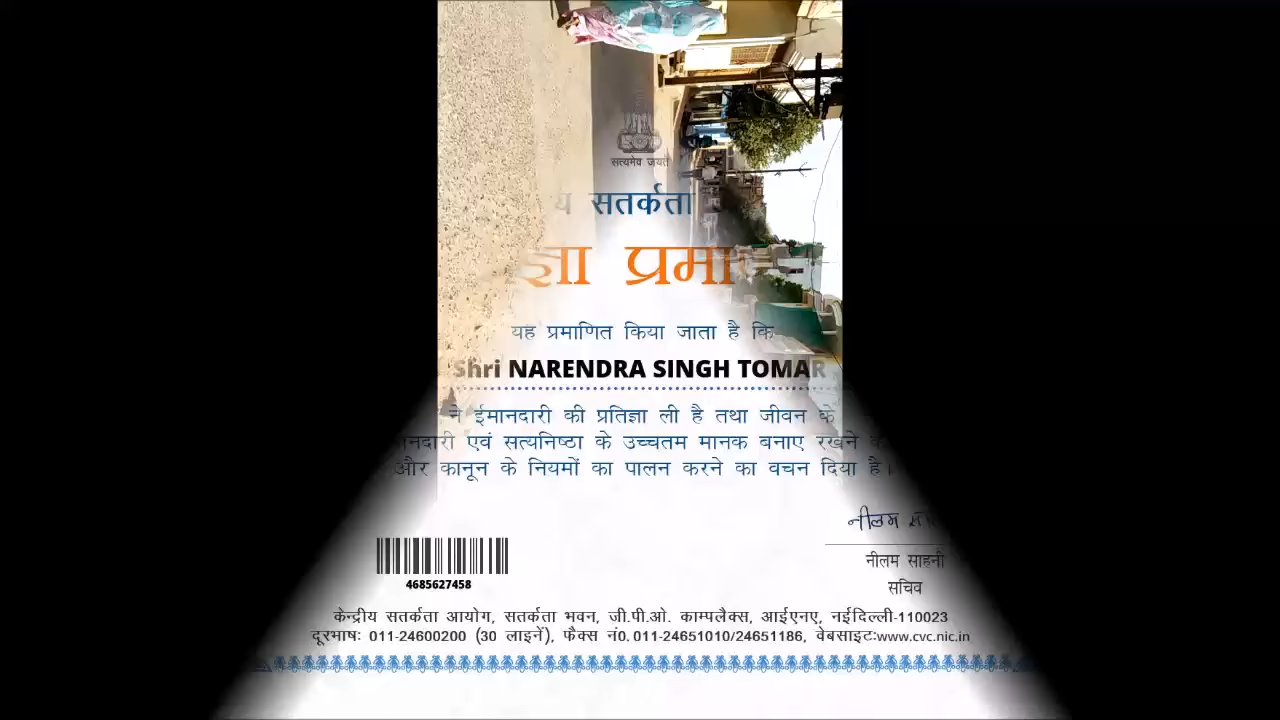 सत्यमेव जयते
य सतर्कता
ज्ञा प्रमा
यह प्रमाणित किया जाता है कि
Shri NARENDRA SINGH TOMAR
ने ईमानदारी की प्रतिज्ञा ली है तथा जीवन के
ानदारी एवं सत्यनिष्ठा के उच्चतम मानक बनाए रखने के
और कानून के नियमों का पालन करने का वचन दिया है।
नीलम
नीलम साहनी
सचिव
4685627458
केन्द्रीय सतर्कता आयोग, सतर्कता भवन, जी.पी.ओ. काम्पलैक्स, आईएनए, नईदिल्ली-110023
दूरभाषः 011-24600200 (30 लाइनें), फैक्स नं0. 011-24651010/24651186, वेबसाइटःwww.cvc.nic.in